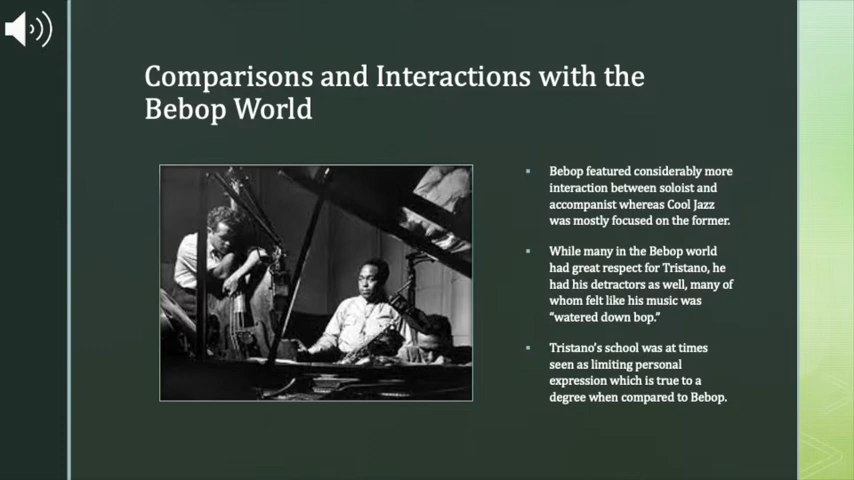 Comparisons and Interactions with the
Bebop World
Bebop featured considerably more
interaction between soloist and
accompanist whereas Cool Jazz
was mostly focused on the former.
While many in the Bebop world
had great respect for Tristano, he
had his detractors as well, many of
whom felt like his music was
“watered down bop.”
Tristano’s school was at times
seen as limiting personal
expression which is true to a
degree when compared to Bebop.